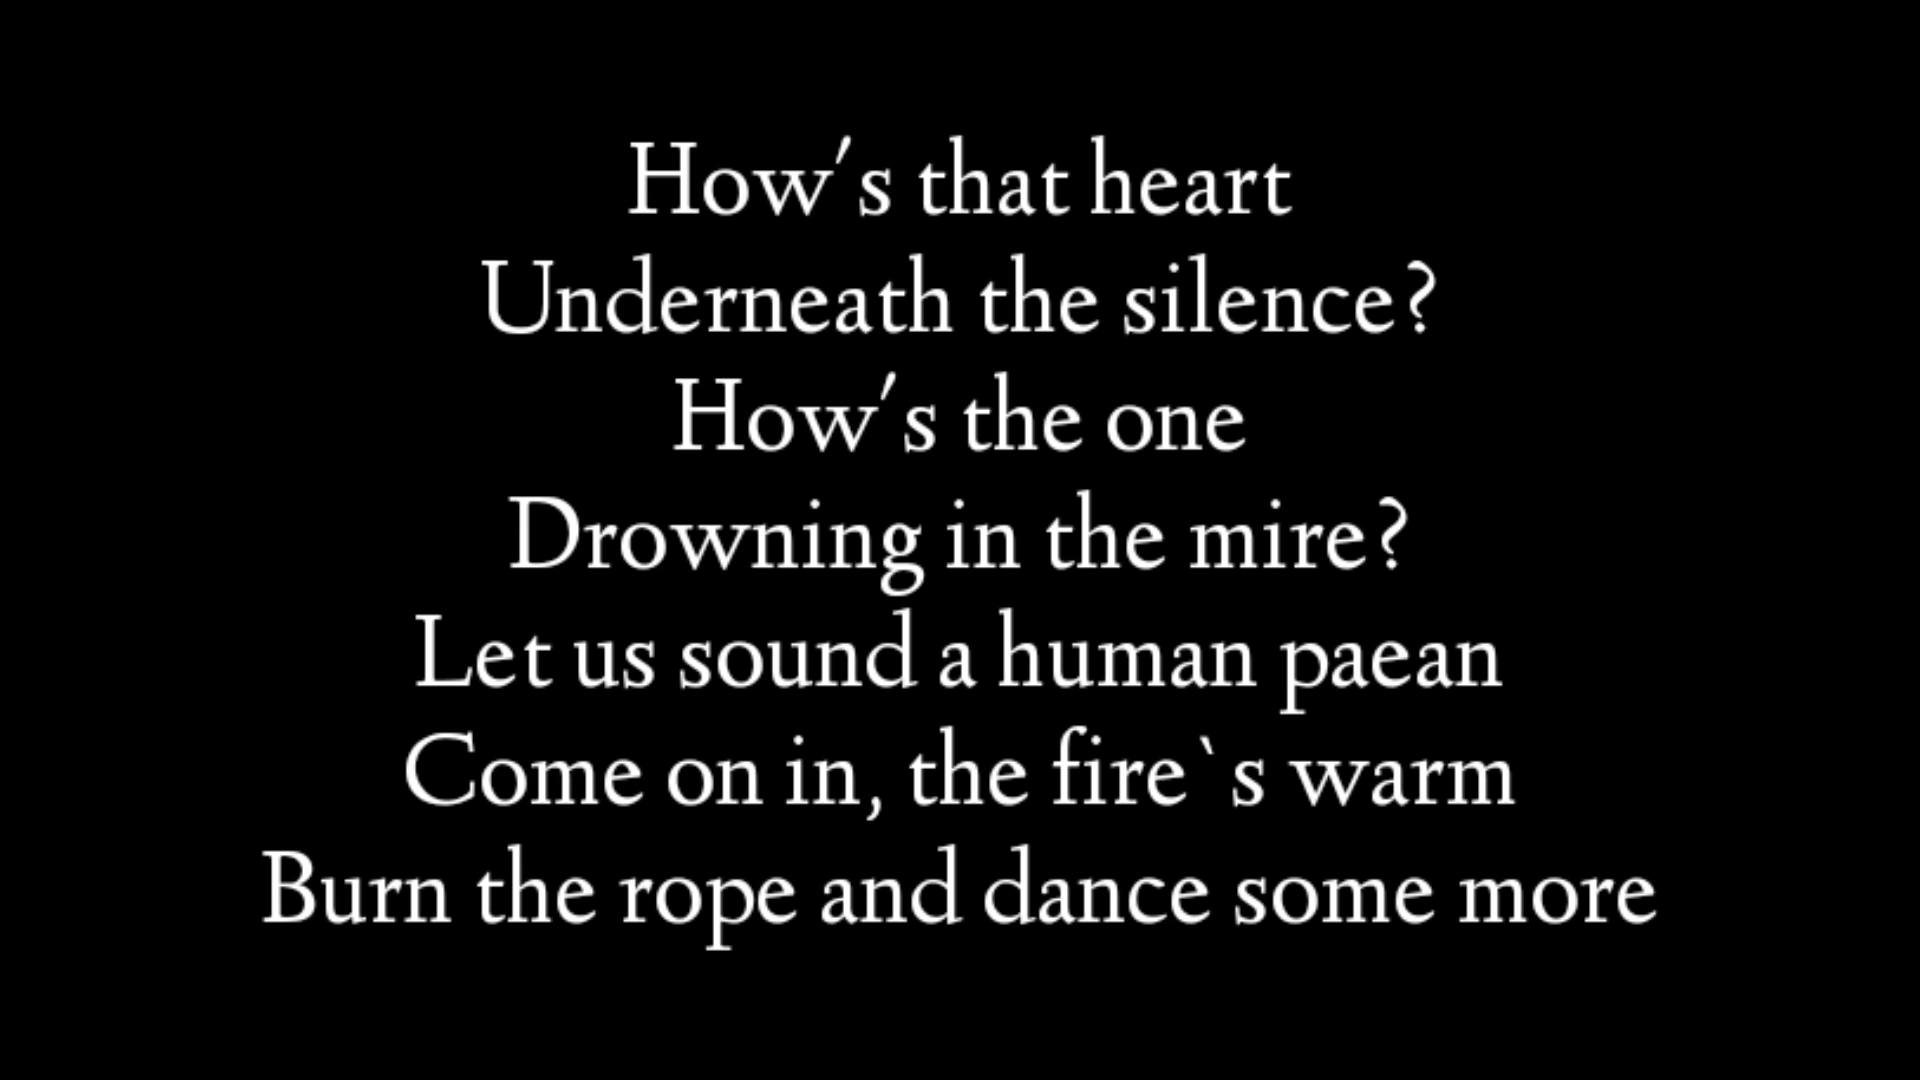 How's that heart
Underneath the silence?
How's the one
Drowning in the mire?
Let us sound a human paean
Come on in, the fire`s warm
Burn the rope and dance some more